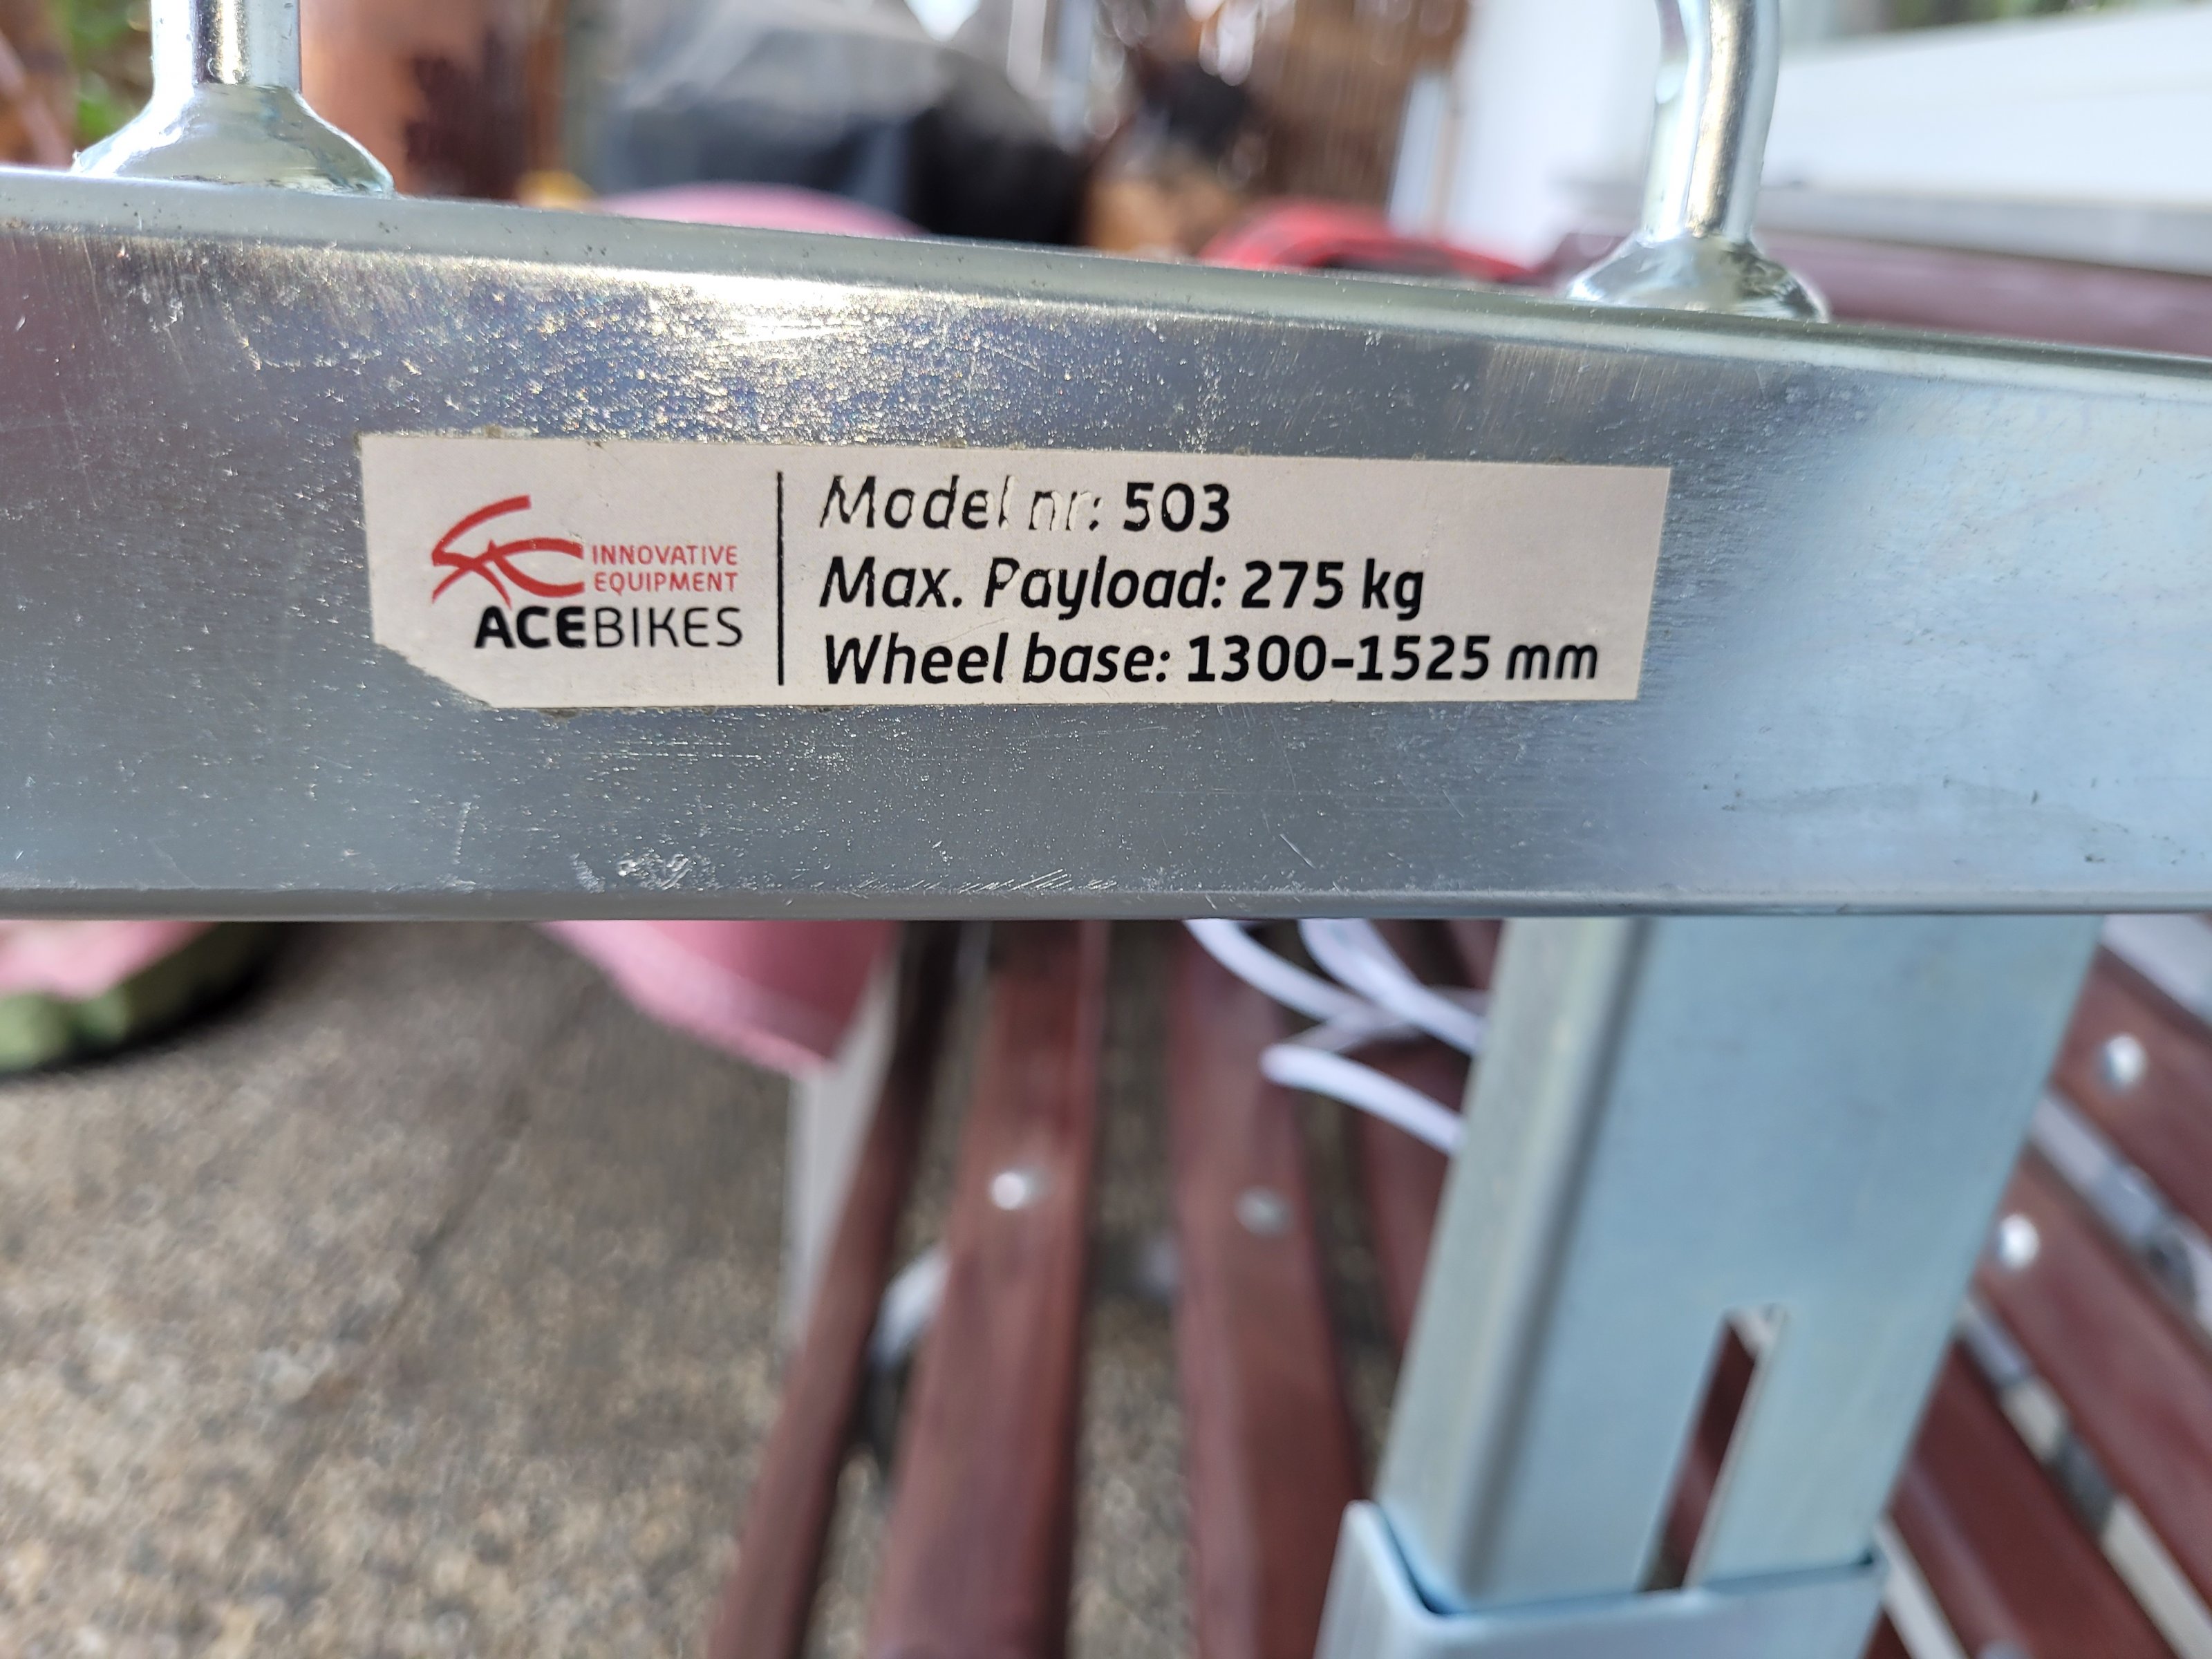 INNOVATIVE
EQUIPMENT
ACEBIKES
Model nr: 503
Max. Payload: 275 kg
Wheel base: 1300-1525 mm